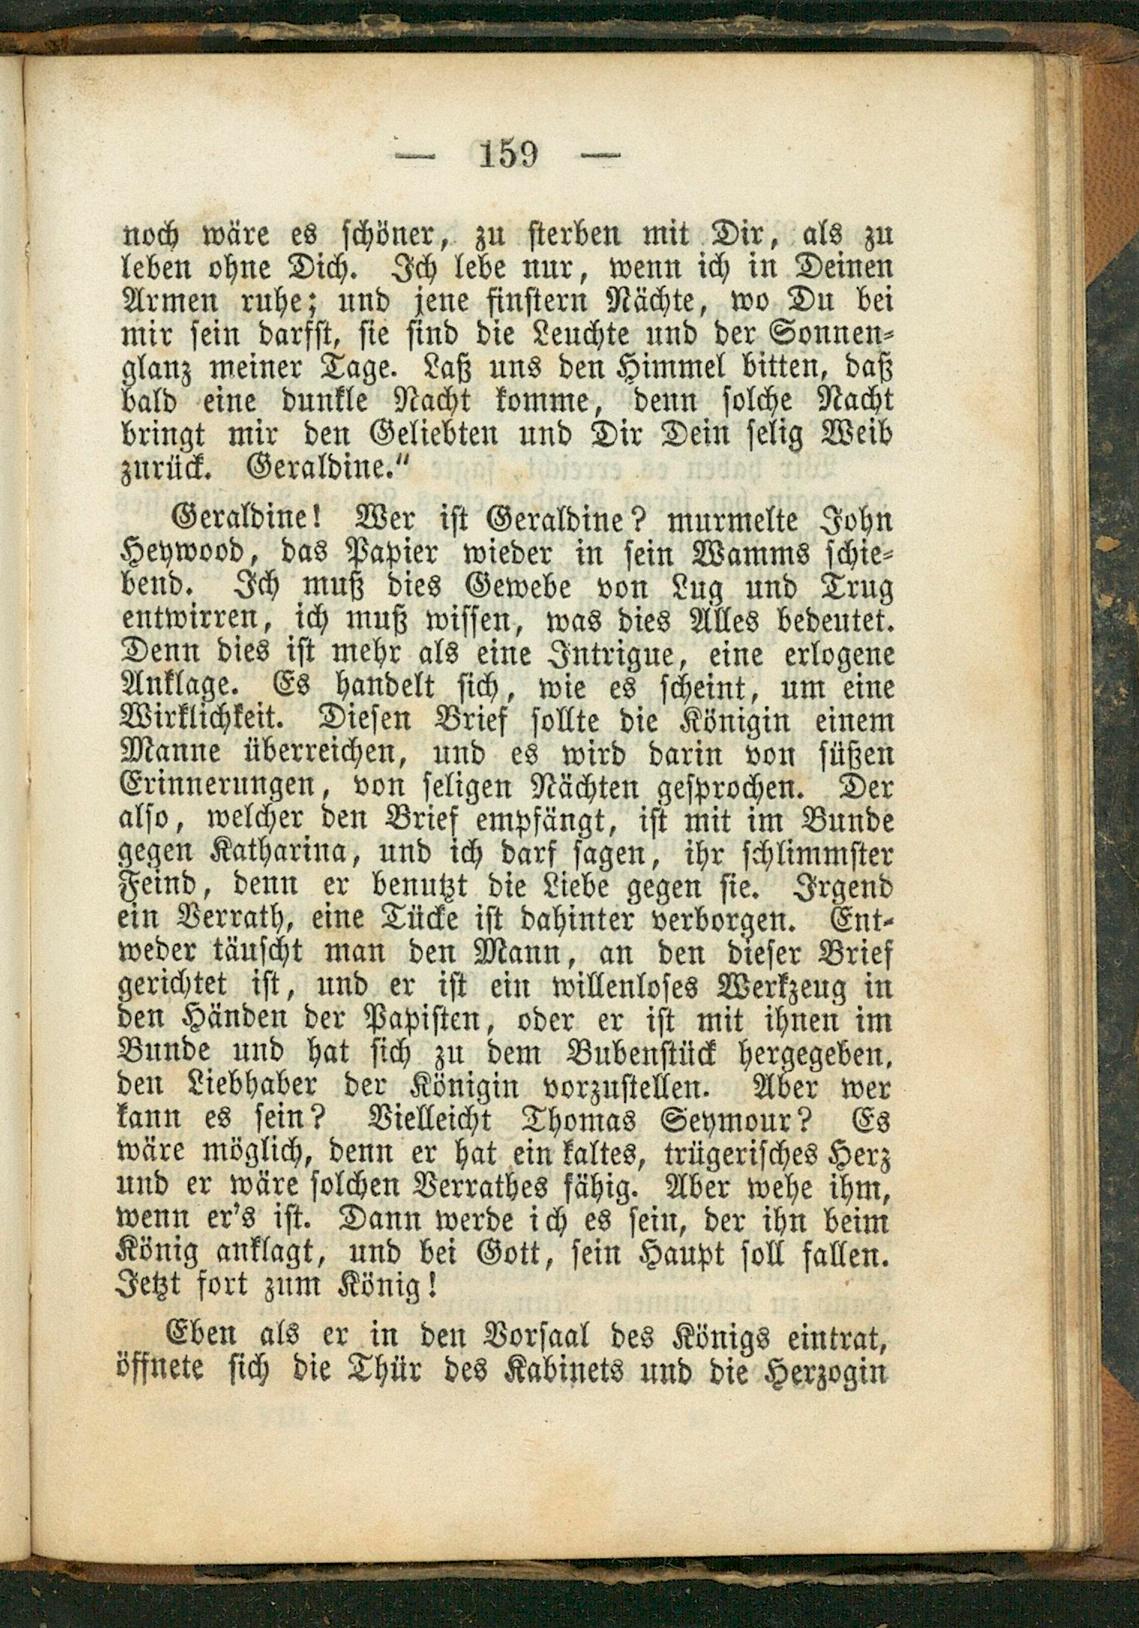 — 159 —
noch wäre es schöner, zu sterben mit Dir, als zu
leben ohne Dich. Ich lebe nur, wenn ich in Deinen
Armen ruhe; und jene finstern Nächte, wo Du bei
mir sein darfst, sie sind die Leuchte und der Sonnen-
glanz meiner Tage. Laß uns den Himmel bitten, daß
bald eine dunkle Nacht komme, denn solche Nacht
bringt mir den Geliebten und Dir Dein selig Weib
zurück. Geraldine.“
Geraldine! Wer ist Geraldine? murmelte John
Heywood, das Papier wieder in sein Wamms schie-
bend. Ich muß dies Gewebe von Lug und Trug
entwirren, ich muß wissen, was dies Alles bedeutet.
Denn dies ist mehr als eine Intrigue, eine erlogene
Anklage. Es handelt sich, wie es scheint, um eine
Wirklichkeit. Diesen Brief sollte die Königin einem
Manne überreichen, und es wird darin von süßen
Erinnerungen, von seligen Nächten gesprochen. Der
also, welcher den Brief empfängt, ist mit im Bunde
gegen Katharina, und ich darf sagen, ihr schlimmster
Feind, denn er benutzt die Liebe gegen sie. Irgend
ein Verrath, eine Tücke ist dahinter verborgen. Ent-
weder täuscht man den Mann, an den dieser Brief
gerichtet ist, und er ist ein willenloses Werkzeug in
den Händen der Papisten, oder er ist mit ihnen im
Bunde und hat sich zu dem Bubenstück hergegeben,
den Liebhaber der Königin vorzustellen. Aber wer
kann es sein? Vielleicht Thomas Seymour? Es
wäre möglich, denn er hat ein kaltes, trügerisches Herz
und er wäre solchen Verrathes fähig. Aber wehe ihm,
wenn er's ist. Dann werde ich es sein, der ihn beim
König anklagt, und bei Gott, sein Haupt soll fallen.
Jetzt fort zum König!
Eben als er in den Vorsaal des Königs eintrat,
öffnete sich die Thür des Kabinets und die Herzogin